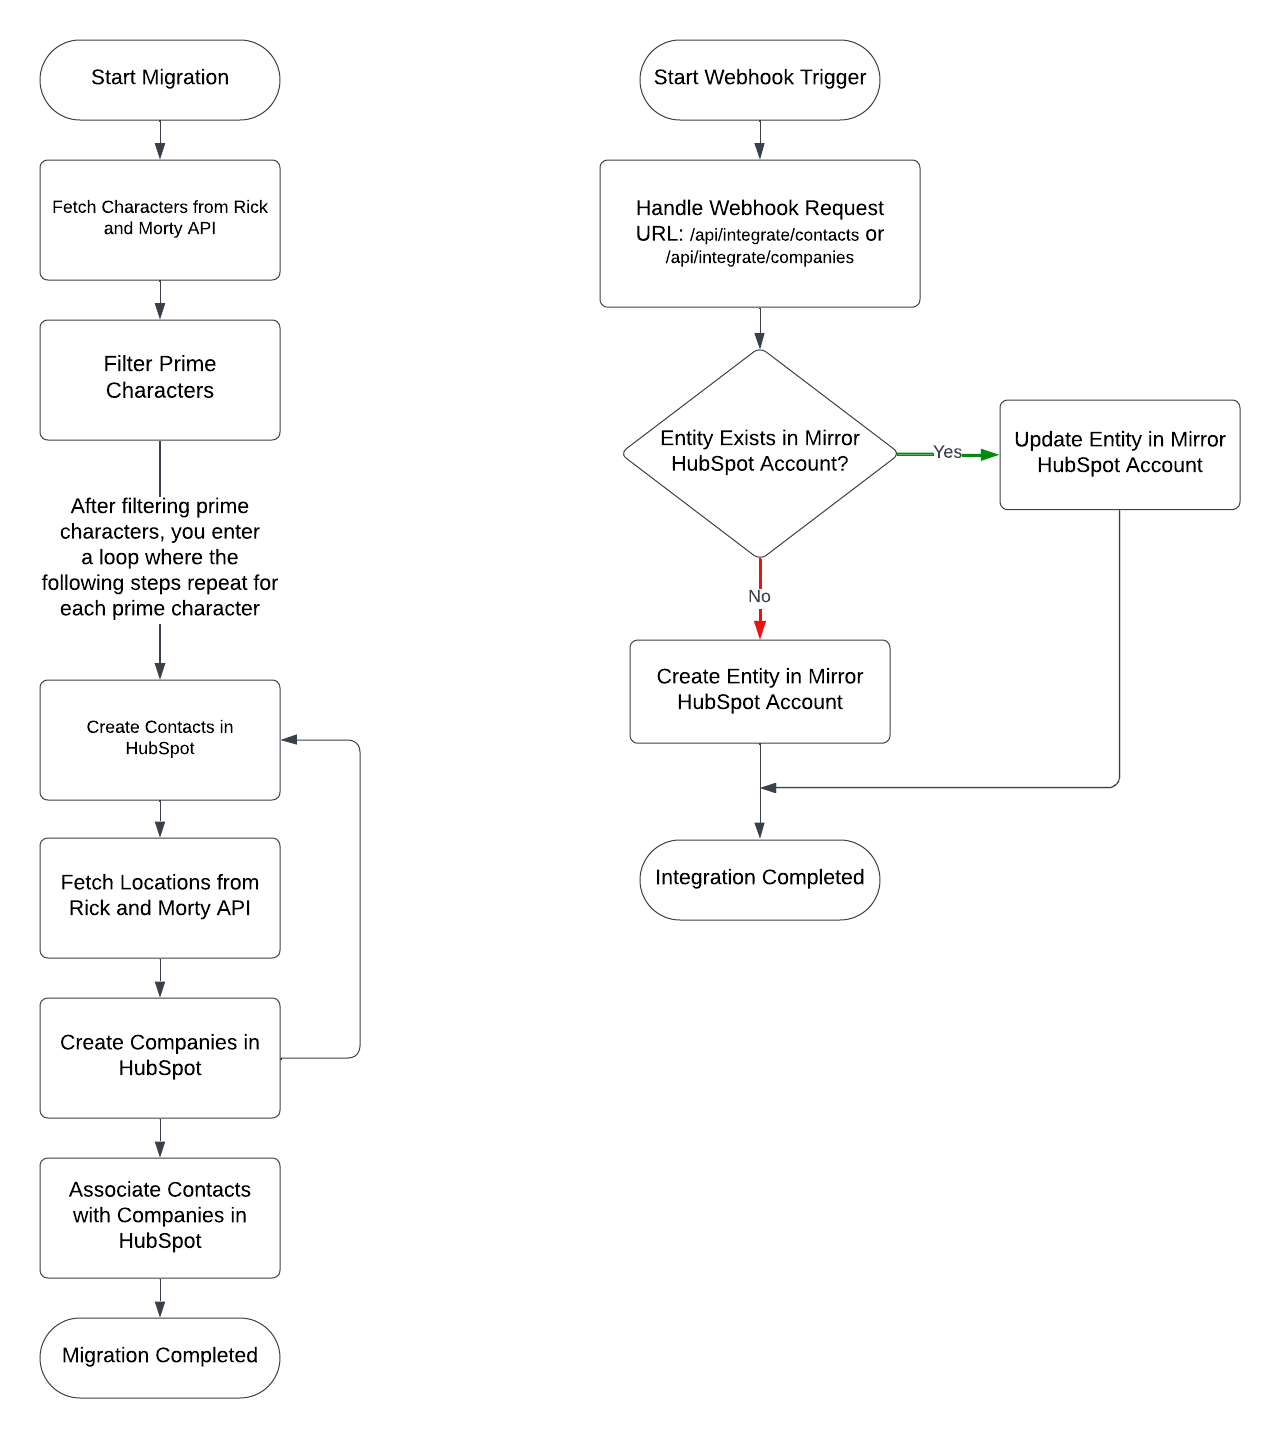 Start Migration
Fetch Characters from Rick
and Morty API
Filter Prime
Characters
After filtering prime
characters, you enter
a loop where the
following steps repeat for
each prime character
Create Contacts in
HubSpot
Fetch Locations from
Rick and Morty API
Create Companies in
HubSpot
Associate Contacts
with Companies in
HubSpot
Migration Completed
Start Webhook Trigger
Handle Webhook Request
URL: /api/integrate/contacts or
/api/integrate/companies
Entity Exists in Mirror
HubSpot Account?
Yes
Update Entity in Mirror
HubSpot Account
No
Create Entity in Mirror
HubSpot Account
Integration Completed